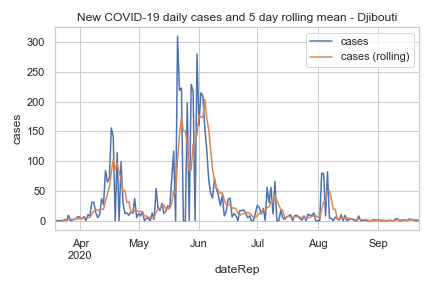 New COVID-19 daily cases and 5 day rolling mean - Djibouti
cases
cases (rolling)
300
250
200
150
100
50
0
cases
Apr
2020
May
Jun
Jul
Aug
Sep
dateRep